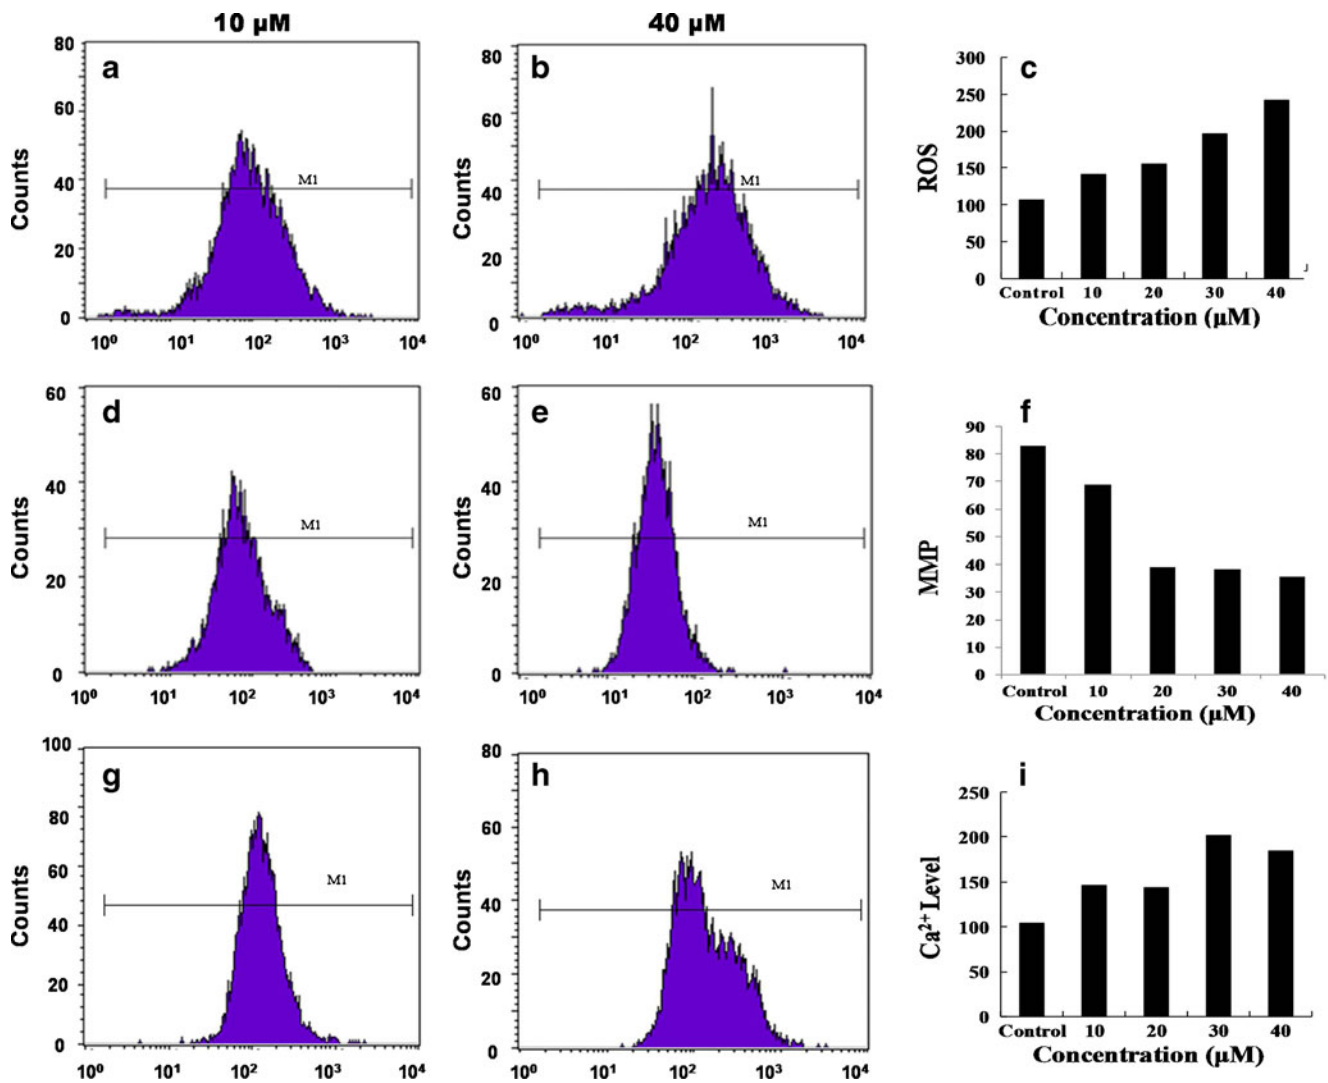 10 µM
40 µM
a
Counts
80
60
40
20
0
M1
10⁰ 10¹ 10² 10³ 10⁴
b
Counts
80
60
40
20
0
M1
10⁰ 10¹ 10² 10³ 10⁴
c
ROS
300
250
200
150
100
50
0
Control 10 20 30 40
Concentration (µM)
d
Counts
60
40
20
0
M1
10⁰ 10¹ 10² 10³ 10⁴
e
Counts
60
40
20
0
M1
10⁰ 10¹ 10² 10³ 10⁴
f
MMP
90
80
70
60
50
40
30
20
10
0
Control 10 20 30 40
Concentration (µM)
g
Counts
100
80
60
40
20
0
M1
10⁰ 10¹ 10² 10³ 10⁴
h
Counts
80
60
40
20
0
M1
10⁰ 10¹ 10² 10³ 10⁴
i
Ca²⁺ Level
250
200
150
100
50
0
Control 10 20 30 40
Concentration (µM)